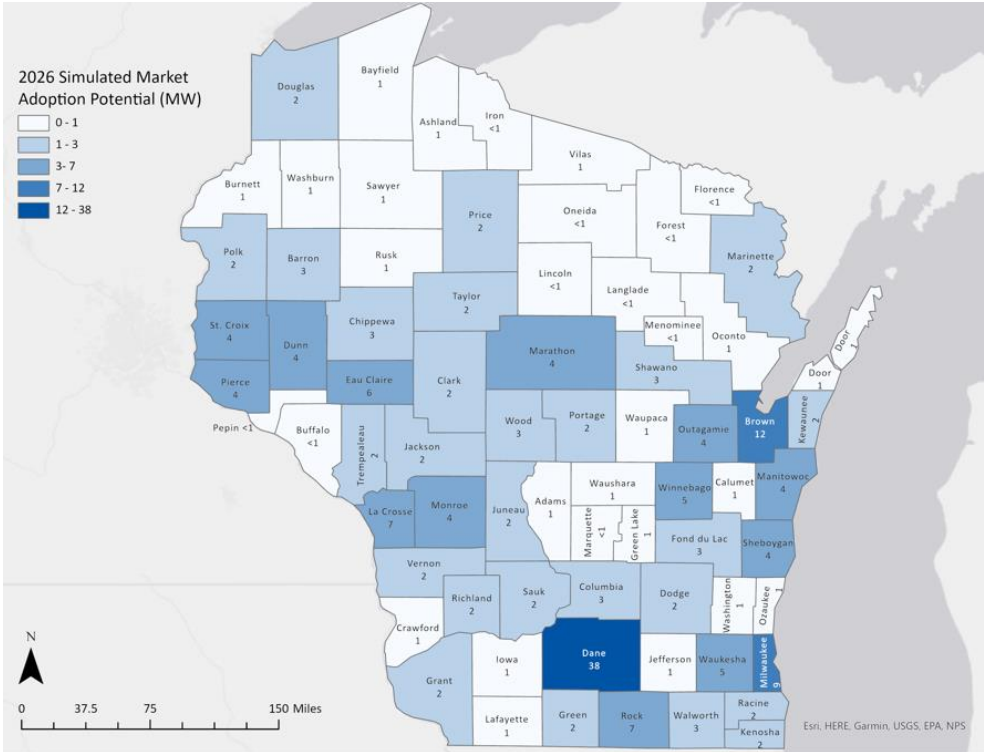 2026 Simulated Market
Adoption Potential (MW)
0 - 1
1 - 3
3- 7
7 - 12
12 - 38
Douglas
2
Bayfield
1
Ashland
1
Iron
<1
Vilas
1
Burnett
1
Washburn
1
Sawyer
1
Price
2
Oneida
<1
Forest
<1
Florence
<1
Marinette
2
Polk
2
Barron
3
Rusk
1
Taylor
2
Lincoln
<1
Langlade
<1
Menominee
<1
Oconto
1
Door
1
Door
1
St. Croix
4
Dunn
4
Chippewa
3
Pierce
4
Eau Claire
6
Clark
2
Marathon
4
Shawano
3
Pepin <1
Buffalo
<1
Trempealeau
2
Jackson
2
Wood
3
Portage
2
Waupaca
1
Outagamie
4
Brown
12
Kewaunee
2
La Crosse
7
Monroe
4
Juneau
2
Adams
1
Waushara
1
Marquette
<1
Green Lake
1
Winnebago
5
Calumet
1
Manitowoc
4
Fond du Lac
3
Sheboygan
4
Vernon
2
Richland
2
Sauk
2
Columbia
3
Dodge
2
Washington
1
Ozaukee
1
Crawford
1
Grant
2
Iowa
1
Dane
38
Jefferson
1
Waukesha
5
Milwaukee
9
Lafayette
1
Green
2
Rock
7
Walworth
3
Racine
2
Kenosha
2
N
0 37.5 75 150 Miles
Esri, HERE, Garmin, USGS, EPA, NPS